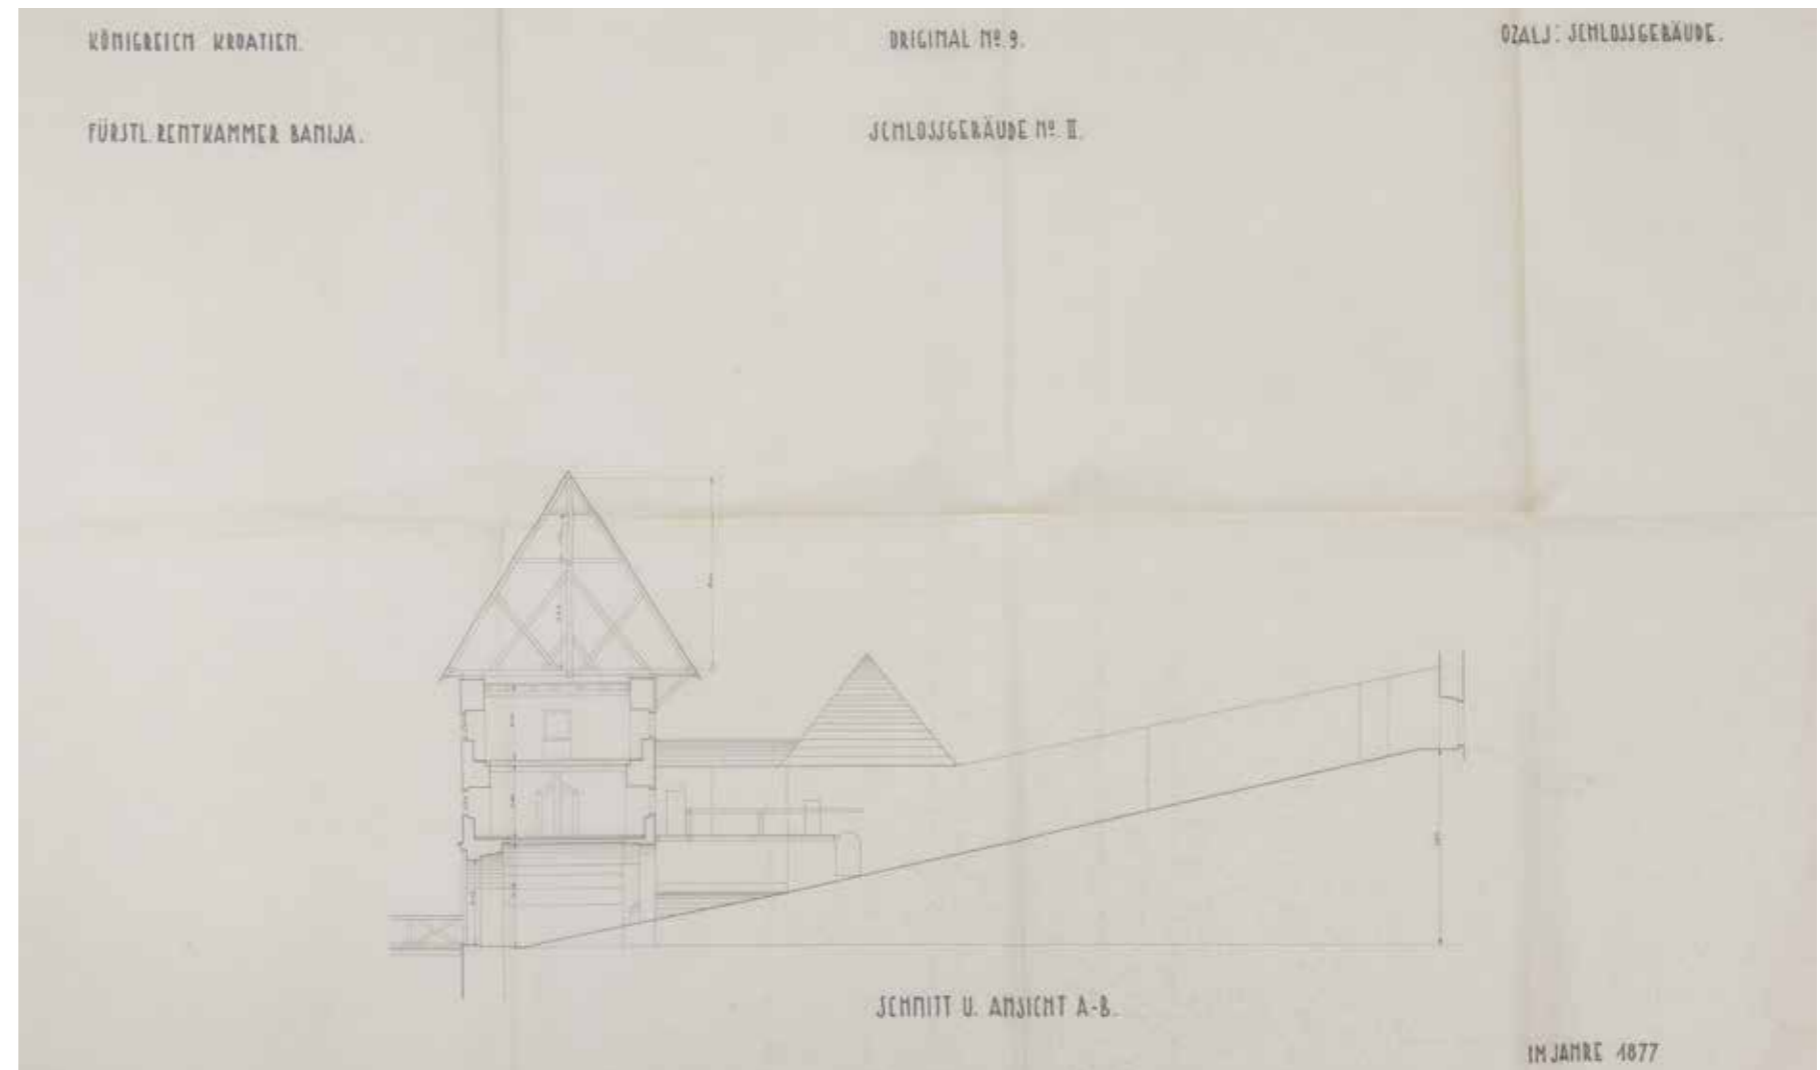 KÖNIGREICH KROATIEN.
ORIGINAL Nº. 9.
OZALJ: SCHLOSSGEBÄUDE.
FÜRSTL. RENTKAMMER BANIJA.
SCHLOSSGEBÄUDE Nº. II.
SCHNITT U. ANSICHT A-B.
IM JAHRE 1877